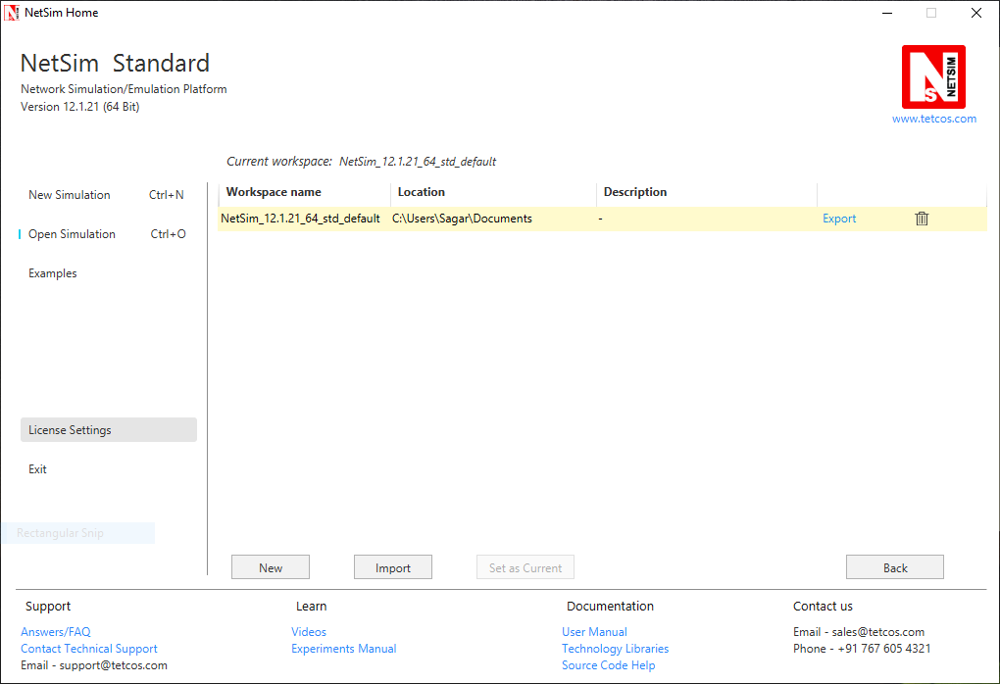 NetSim Home
NetSim Standard
Network Simulation/Emulation Platform
Version 12.1.21 (64 Bit)
NS NETSIM
www.tetcos.com
Current workspace: NetSim_12.1.21_64_std_default
New Simulation Ctrl+N
Open Simulation Ctrl+O
Examples
License Settings
Exit
Rectangular Snip
Workspace name Location Description
NetSim_12.1.21_64_std_default C:\Users\Sagar\Documents - Export
New Import Set as Current Back
Support Learn Documentation Contact us
Answers/FAQ Videos User Manual Email - sales@tetcos.com
Contact Technical Support Experiments Manual Technology Libraries Phone - +91 767 605 4321
Email - support@tetcos.com Source Code Help